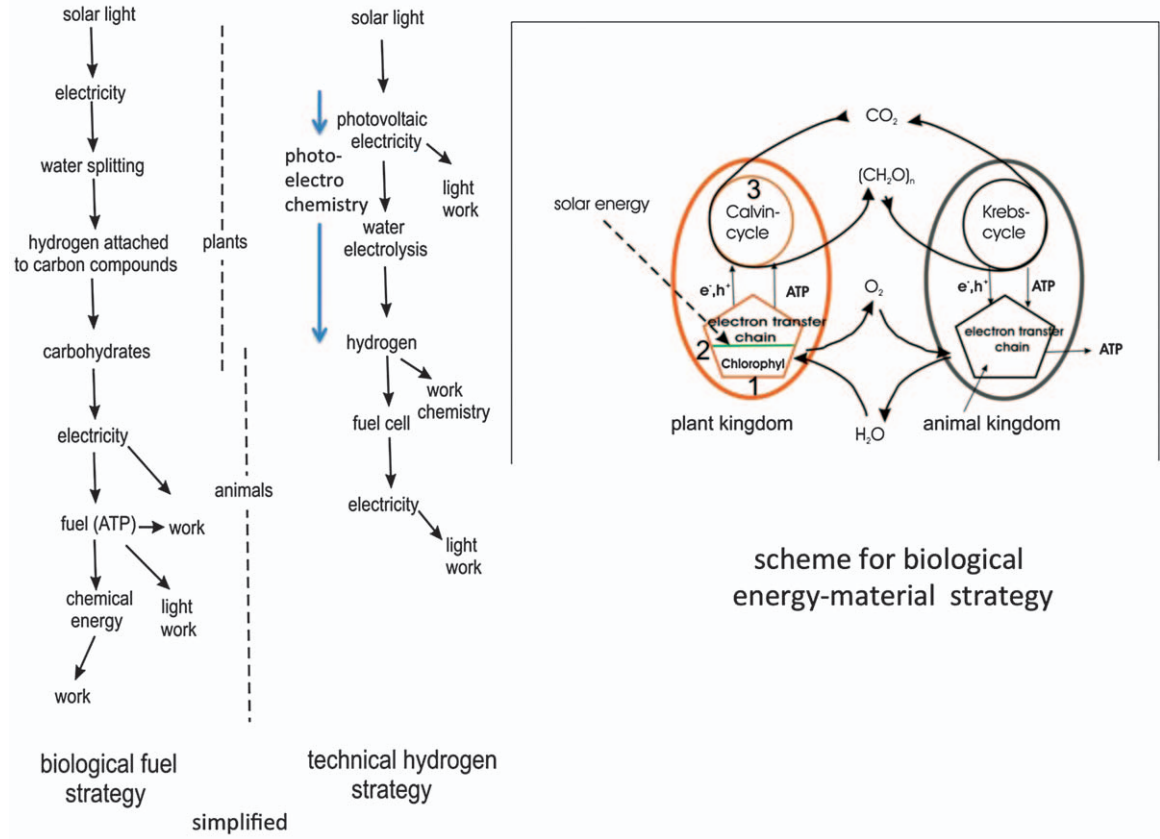 solar light
electricity
water splitting
hydrogen attached
to carbon compounds
carbohydrates
electricity
fuel (ATP)
work
chemical
energy
light
work
work
biological fuel
strategy
plants
animals
simplified
solar light
photovoltaic
electricity
photo-
electro
chemistry
light
work
water
electrolysis
hydrogen
work
chemistry
fuel cell
electricity
light
work
technical hydrogen
strategy
CO₂
(CH₂O)ₙ
solar energy
3
Calvin-
cycle
Krebs-
cycle
e⁻,h⁺
ATP
O₂
e⁻,h⁺
ATP
electron transfer
chain
2
Chlorophyl
1
electron transfer
chain
ATP
plant kingdom
H₂O
animal kingdom
scheme for biological
energy-material strategy